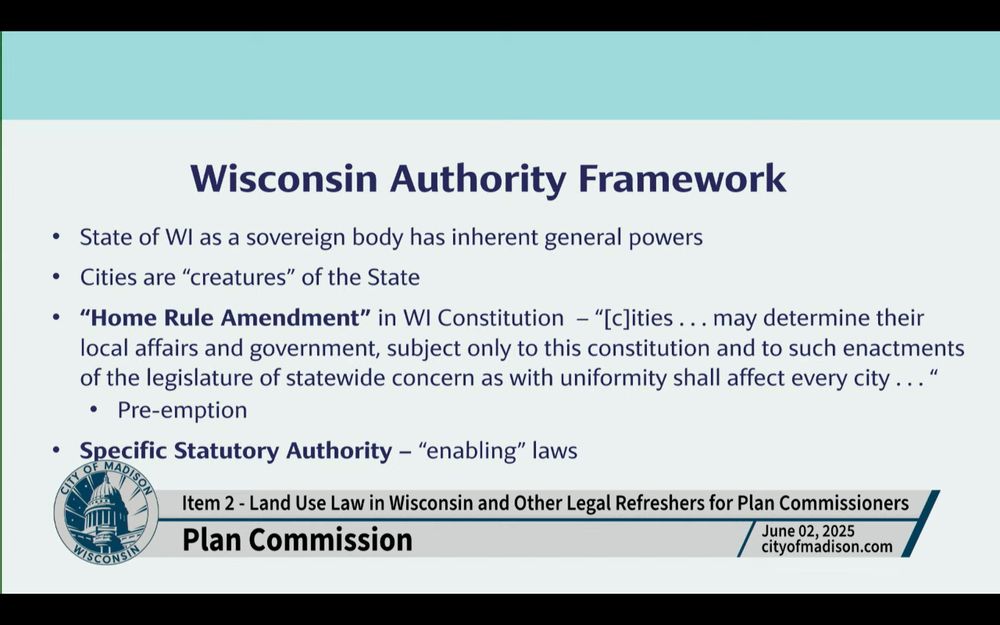 Wisconsin Authority Framework
• State of WI as a sovereign body has inherent general powers
• Cities are “creatures” of the State
• “Home Rule Amendment” in WI Constitution – “[c]ities . . . may determine their
local affairs and government, subject only to this constitution and to such enactments
of the legislature of statewide concern as with uniformity shall affect every city . . . “
• Pre-emption
• Specific Statutory Authority – “enabling” laws
CITY OF MADISON
WISCONSIN
Item 2 - Land Use Law in Wisconsin and Other Legal Refreshers for Plan Commissioners
Plan Commission
June 02, 2025
cityofmadison.com